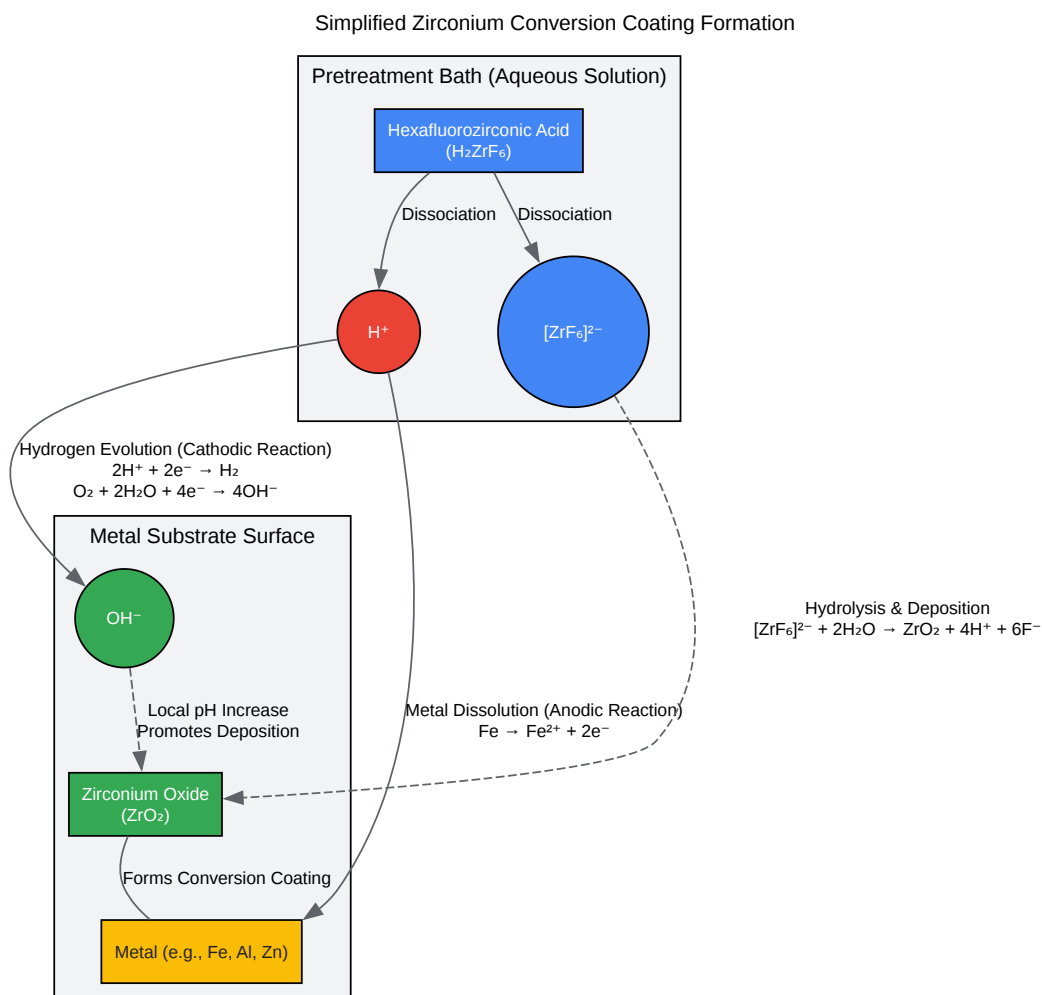 Simplified Zirconium Conversion Coating Formation
Pretreatment Bath (Aqueous Solution)
Hexafluorozirconic Acid
(H₂ZrF₆)
Dissociation
Dissociation
H⁺
[ZrF₆]²⁻
Hydrogen Evolution (Cathodic Reaction)
2H⁺ + 2e⁻ → H₂
O₂ + 2H₂O + 4e⁻ → 4OH⁻
Metal Substrate Surface
OH⁻
Hydrolysis & Deposition
[ZrF₆]²⁻ + 2H₂O → ZrO₂ + 4H⁺ + 6F⁻
Local pH Increase
Promotes Deposition
Metal Dissolution (Anodic Reaction)
Fe → Fe²⁺ + 2e⁻
Zirconium Oxide
(ZrO₂)
Forms Conversion Coating
Metal (e.g., Fe, Al, Zn)